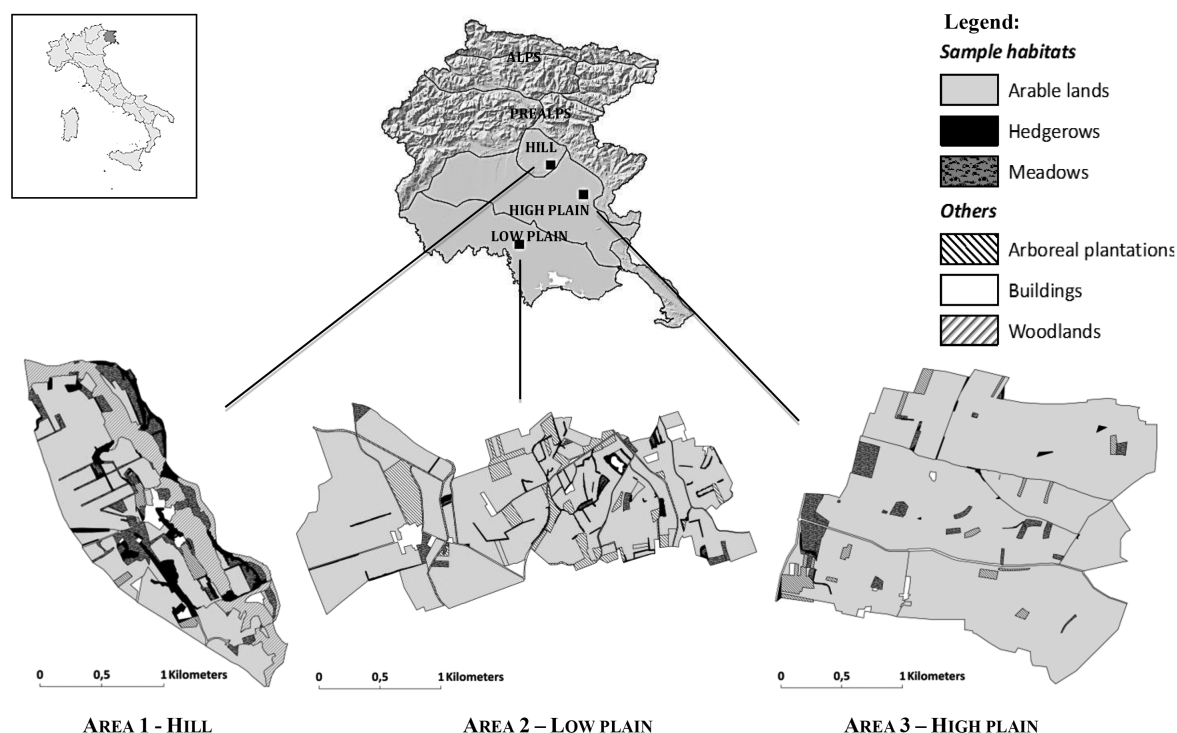 Legend:
Sample habitats
Arable lands
Hedgerows
Meadows
Others
Arboreal plantations
Buildings
Woodlands
ALPS
PREALPS
HILL
HIGH PLAIN
LOW PLAIN
0 0,5 1 Kilometers
0 0,5 1 Kilometers
0 0,5 1 Kilometers
AREA 1 - HILL
AREA 2 – LOW PLAIN
AREA 3 – HIGH PLAIN